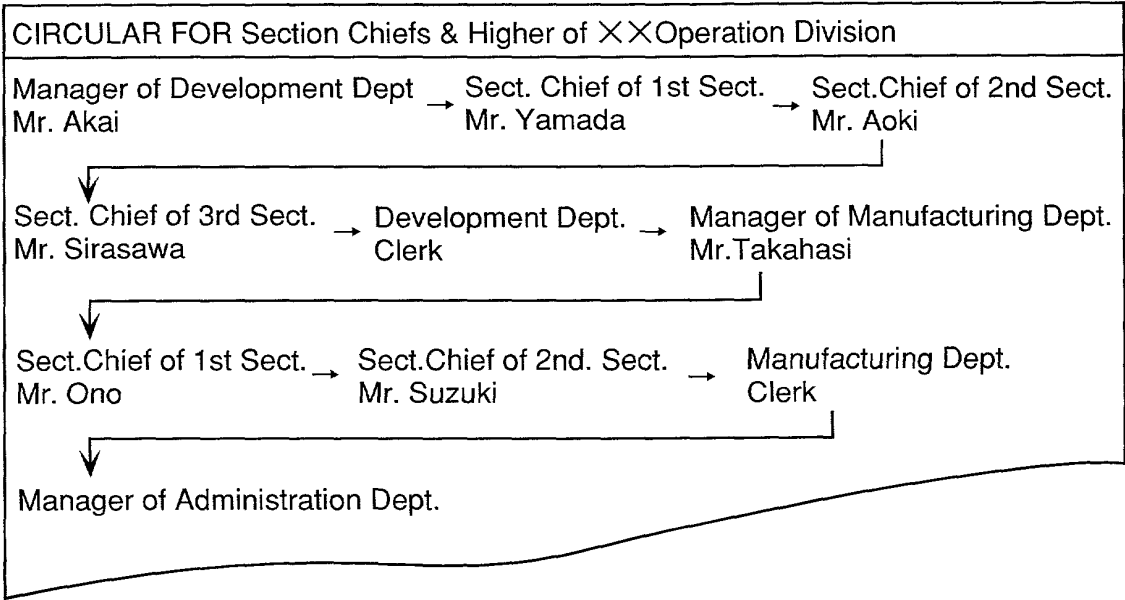 CIRCULAR FOR Section Chiefs & Higher of ××Operation Division
Manager of Development Dept → Sect. Chief of 1st Sect. → Sect.Chief of 2nd Sect.
Mr. Akai Mr. Yamada Mr. Aoki
Sect. Chief of 3rd Sect. → Development Dept. → Manager of Manufacturing Dept.
Mr. Sirasawa Clerk Mr.Takahasi
Sect.Chief of 1st Sect. → Sect.Chief of 2nd. Sect. → Manufacturing Dept.
Mr. Ono Mr. Suzuki Clerk
Manager of Administration Dept.